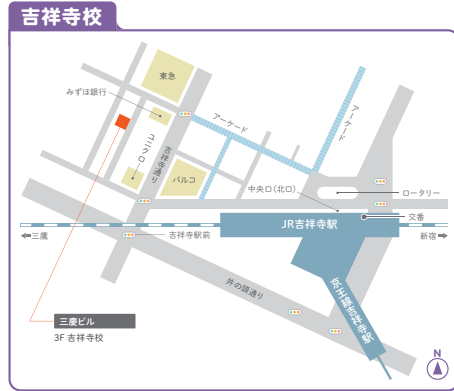 吉祥寺校
東急
みずほ銀行
アーケード
アーケード
ユニクロ
吉祥寺通り
パルコ
中央口(北口)
ロータリー
交番
JR吉祥寺駅
三鷹
吉祥寺駅前
新宿
井の頭通り
京王線吉祥寺駅
三慶ビル
3F 吉祥寺校
N